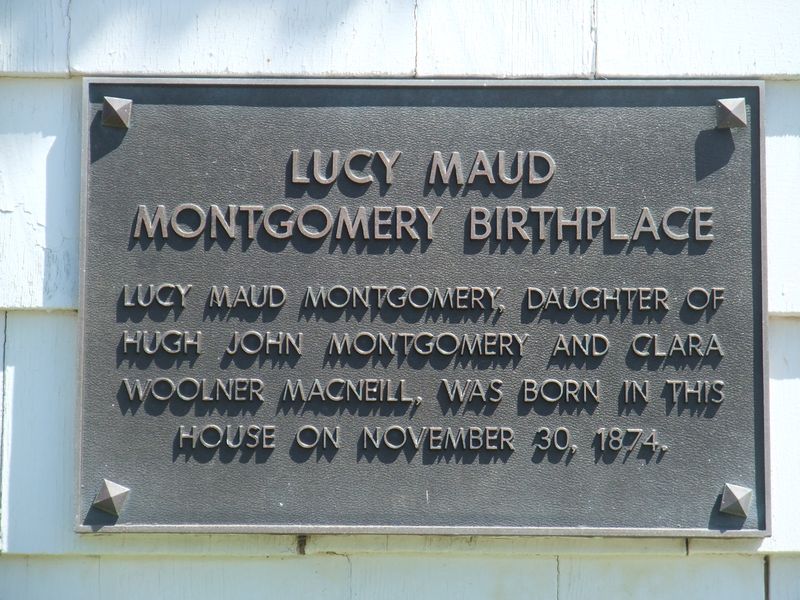 LUCY MAUD
MONTGOMERY BIRTHPLACE
LUCY MAUD MONTGOMERY, DAUGHTER OF
HUGH JOHN MONTGOMERY AND CLARA
WOOLNER MACNEILL, WAS BORN IN THIS
HOUSE ON NOVEMBER 30, 1874.